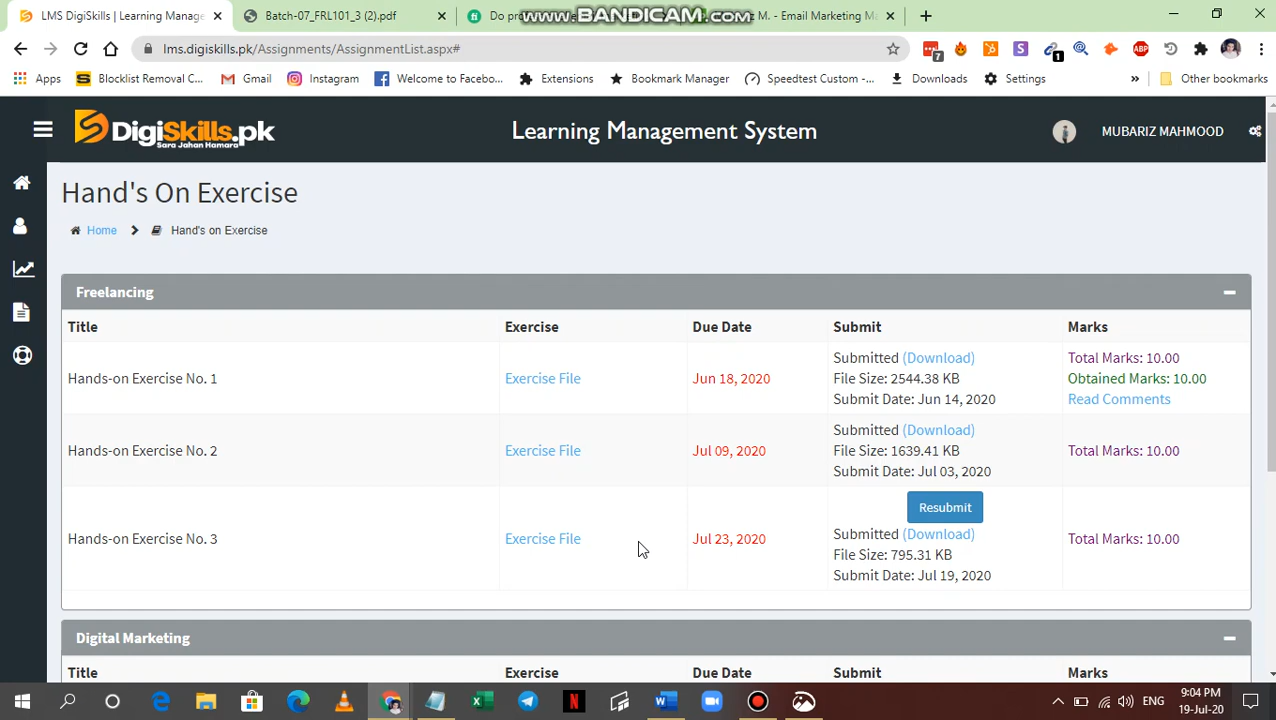 LMS DigiSkills | Learning Manage
Batch-07_FRL101_3 (2).pdf
Do pro
www.BANDICAM.com
z M. - Email Marketing M
lms.digiskills.pk/Assignments/AssignmentList.aspx#
7
1
ABP
Apps
Blocklist Removal C...
Gmail
Instagram
Welcome to Facebo...
Extensions
Bookmark Manager
Speedtest Custom -...
Downloads
Settings
»
Other bookmarks
DigiSkills.pk
Sara Jahan Hamara
Learning Management System
MUBARIZ MAHMOOD
Hand's On Exercise
Home
Hand's on Exercise
Freelancing
Title Exercise Due Date Submit Marks
Hands-on Exercise No. 1 Exercise File Jun 18, 2020
Submitted (Download)
File Size: 2544.38 KB
Submit Date: Jun 14, 2020
Total Marks: 10.00
Obtained Marks: 10.00
Read Comments
Hands-on Exercise No. 2 Exercise File Jul 09, 2020
Submitted (Download)
File Size: 1639.41 KB
Submit Date: Jul 03, 2020
Total Marks: 10.00
Hands-on Exercise No. 3 Exercise File Jul 23, 2020
Resubmit
Submitted (Download)
File Size: 795.31 KB
Submit Date: Jul 19, 2020
Total Marks: 10.00
Digital Marketing
Title Exercise Due Date Submit Marks
ENG
9:04 PM
19-Jul-20